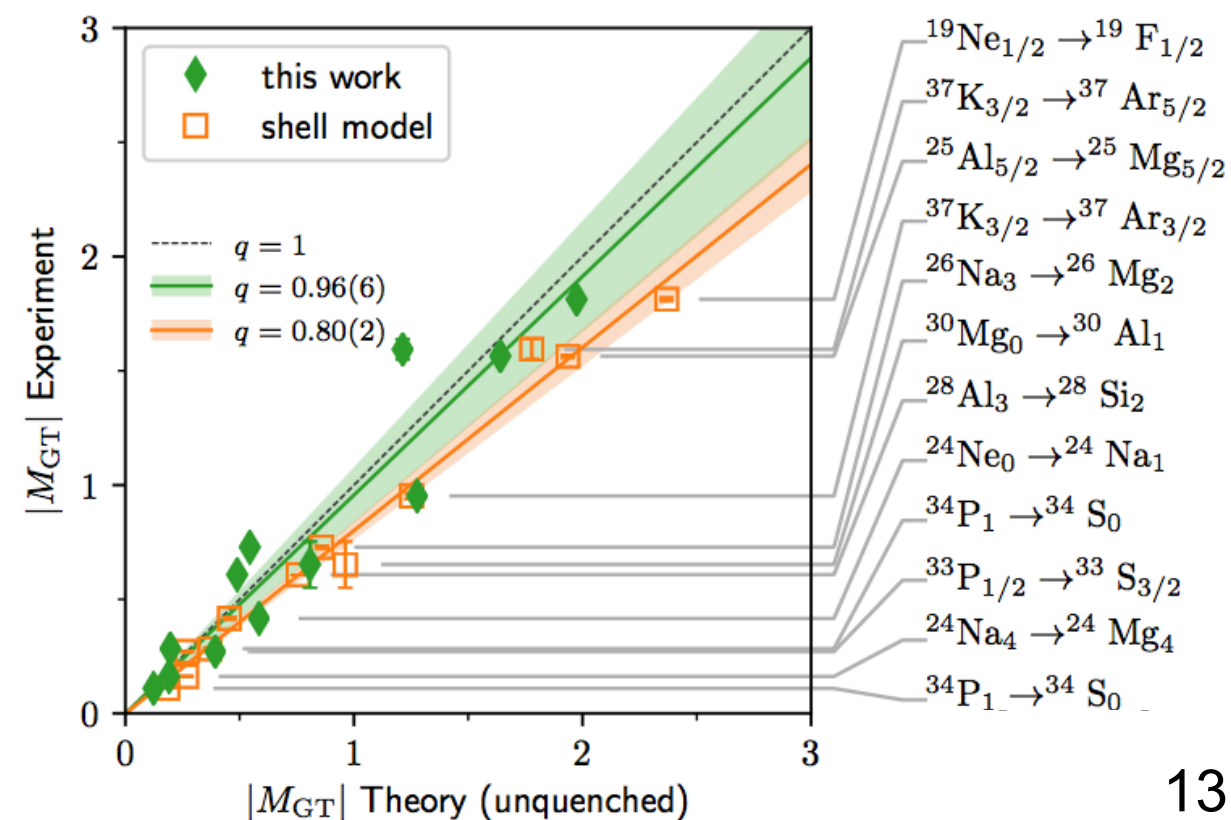 3
2
1
0
0
1
2
3
|M_GT| Experiment
|M_GT| Theory (unquenched)
this work
shell model
q = 1
q = 0.96(6)
q = 0.80(2)
¹⁹Ne₁/₂ →¹⁹ F₁/₂
³⁷K₃/₂ →³⁷ Ar₅/₂
²⁵Al₅/₂ →²⁵ Mg₅/₂
³⁷K₃/₂ →³⁷ Ar₃/₂
²⁶Na₃ →²⁶ Mg₂
³⁰Mg₀ →³⁰ Al₁
²⁸Al₃ →²⁸ Si₂
²⁴Ne₀ →²⁴ Na₁
³⁴P₁ →³⁴ S₀
³³P₁/₂ →³³ S₃/₂
²⁴Na₄ →²⁴ Mg₄
³⁴P₁ →³⁴ S₀
13